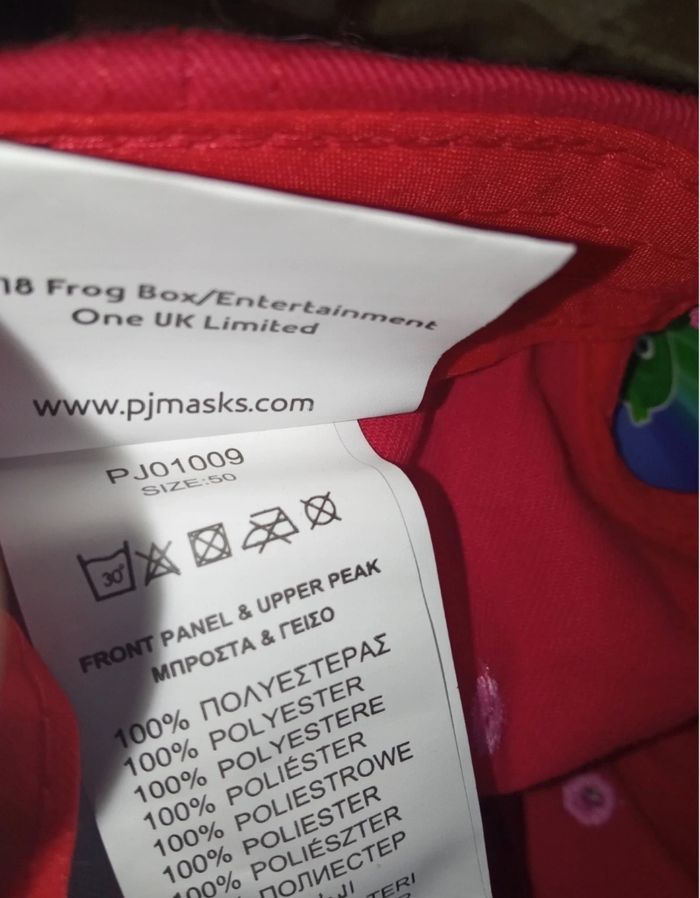 18 Frog Box/Entertainment
One UK Limited
www.pjmasks.com
PJ01009
SIZE:50
30°
FRONT PANEL & UPPER PEAK
ΜΠΡΟΣΤΑ & ΓΕΙΣΟ
100% ΠΟΛΥΕΣΤΕΡΑΣ
100% POLYESTER
100% POLYESTERE
100% POLIÉSTER
100% POLIESTROWE
100% POLIESTER
100% POLIÉSZTER
ПОЛИЕСТЕР